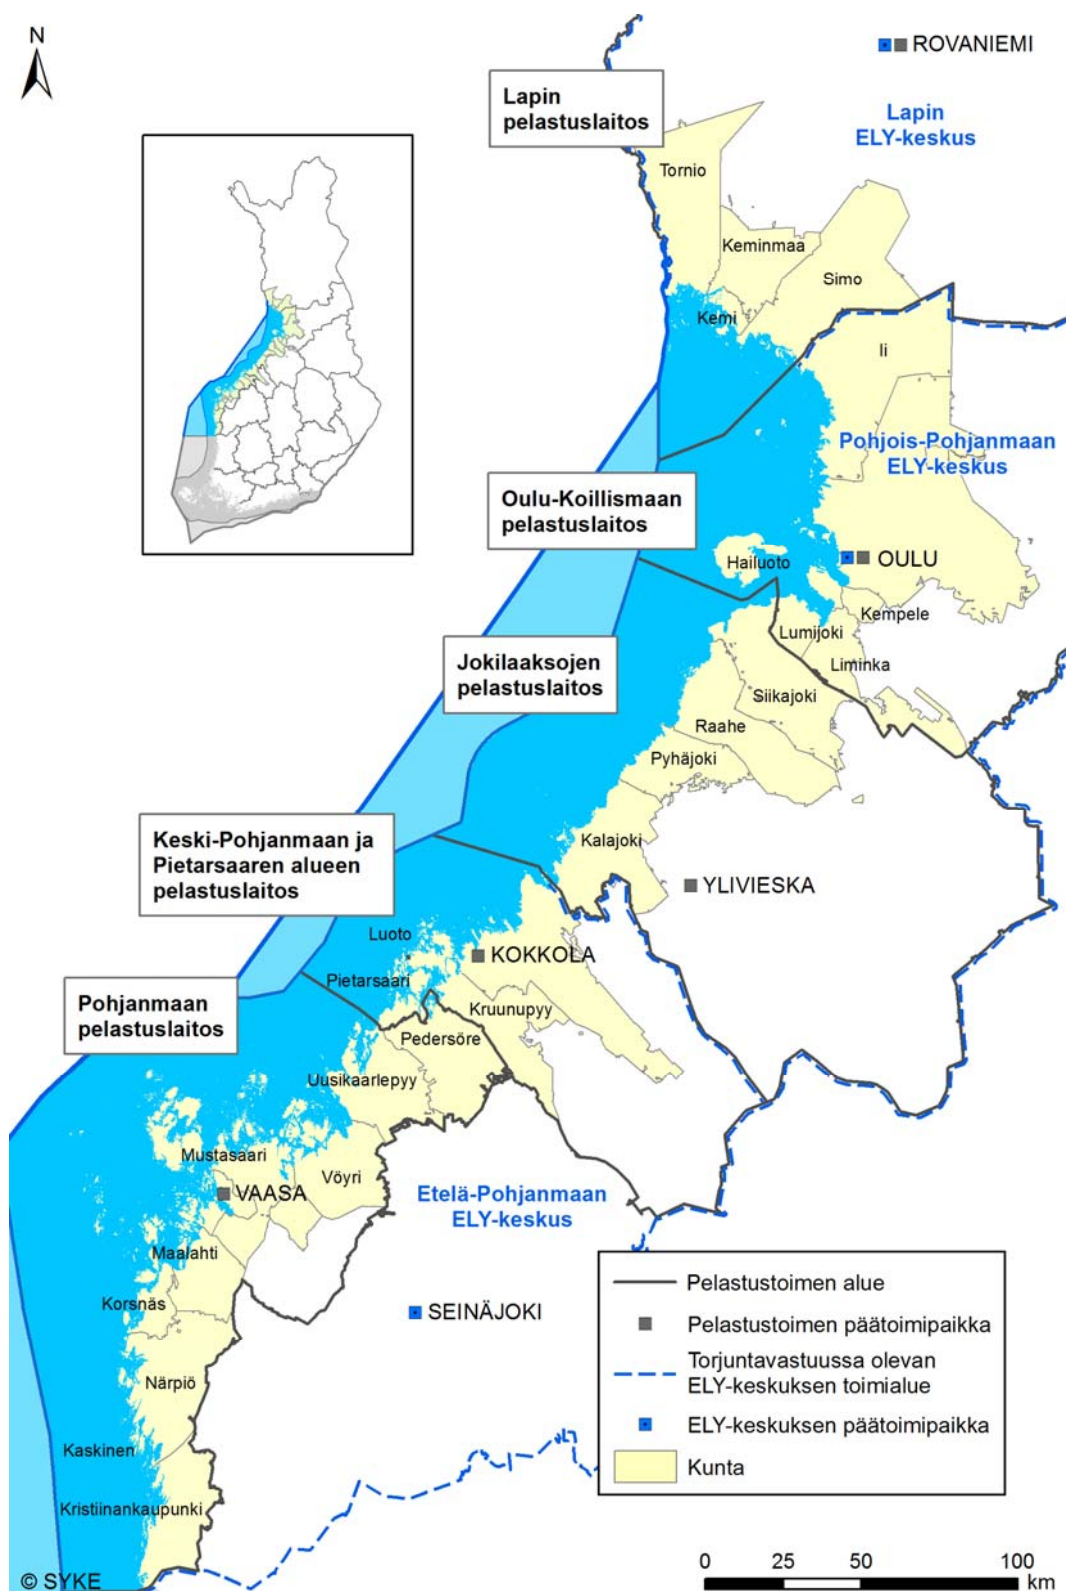 N
ROVANIEMI
Lapin
pelastuslaitos
Lapin
ELY-keskus
Tornio
Keminmaa
Simo
Kemi
Ii
Pohjois-Pohjanmaan
ELY-keskus
Oulu-Koillismaan
pelastuslaitos
Hailuoto
OULU
Kempele
Lumijoki
Liminka
Jokilaaksojen
pelastuslaitos
Siikajoki
Raahe
Pyhäjoki
Keski-Pohjanmaan ja
Pietarsaaren alueen
pelastuslaitos
Kalajoki
YLIVIESKA
Luoto
KOKKOLA
Pietarsaari
Pohjanmaan
pelastuslaitos
Kruunupyy
Pedersöre
Uusikaarlepyy
Mustasaari
Vöyri
VAASA
Etelä-Pohjanmaan
ELY-keskus
Maalahti
Korsnäs
SEINÄJOKI
Närpiö
Kaskinen
Kristiinankaupunki
Pelastustoimen alue
Pelastustoimen päätoimipaikka
Torjuntavastuussa olevan
ELY-keskuksen toimialue
ELY-keskuksen päätoimipaikka
Kunta
© SYKE
0 25 50 100
km